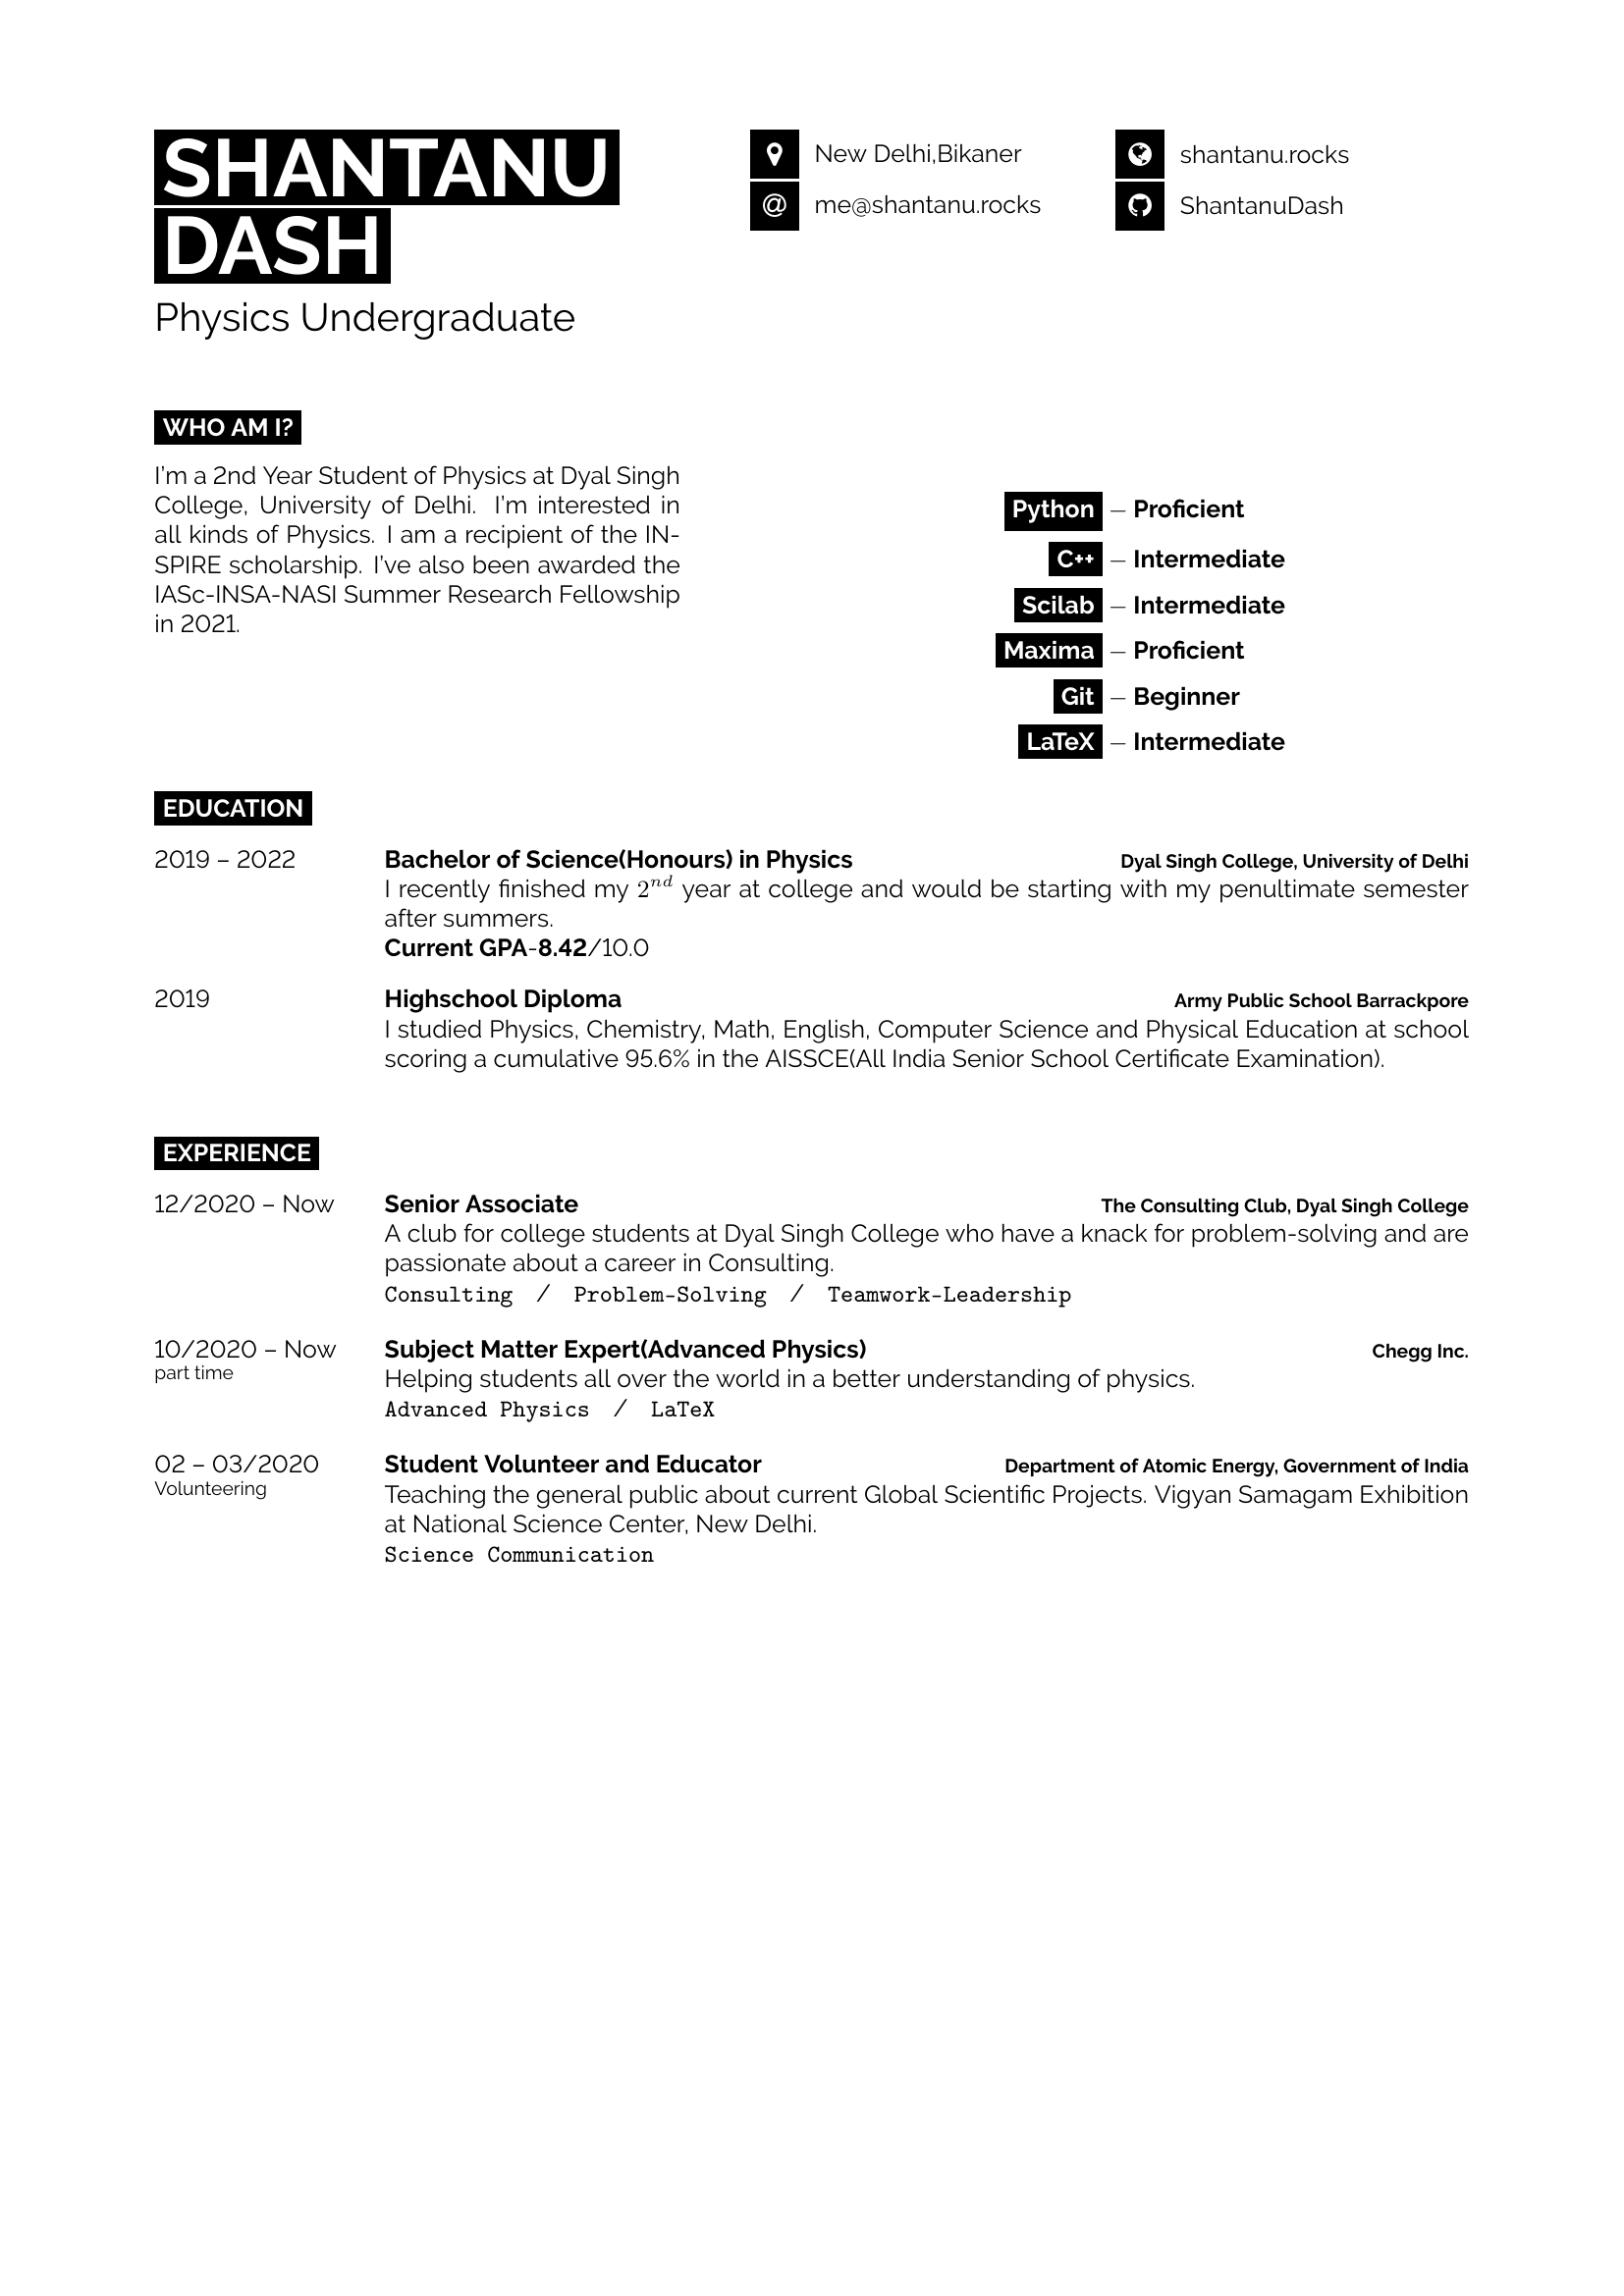 SHANTANU
DASH
Physics Undergraduate
New Delhi,Bikaner
@ me@shantanu.rocks
shantanu.rocks
ShantanuDash
WHO AM I?
I'm a 2nd Year Student of Physics at Dyal Singh
College, University of Delhi. I'm interested in
all kinds of Physics. I am a recipient of the IN-
SPIRE scholarship. I've also been awarded the
IASc-INSA-NASI Summer Research Fellowship
in 2021.
Python – Proficient
C++ – Intermediate
Scilab – Intermediate
Maxima – Proficient
Git – Beginner
LaTeX – Intermediate
EDUCATION
2019 – 2022 Bachelor of Science(Honours) in Physics Dyal Singh College, University of Delhi
I recently finished my 2nd year at college and would be starting with my penultimate semester
after summers.
Current GPA-8.42/10.0
2019 Highschool Diploma Army Public School Barrackpore
I studied Physics, Chemistry, Math, English, Computer Science and Physical Education at school
scoring a cumulative 95.6% in the AISSCE(All India Senior School Certificate Examination).
EXPERIENCE
12/2020 – Now Senior Associate The Consulting Club, Dyal Singh College
A club for college students at Dyal Singh College who have a knack for problem-solving and are
passionate about a career in Consulting.
Consulting / Problem-Solving / Teamwork-Leadership
10/2020 – Now Subject Matter Expert(Advanced Physics) Chegg Inc.
part time Helping students all over the world in a better understanding of physics.
Advanced Physics / LaTeX
02 – 03/2020 Student Volunteer and Educator Department of Atomic Energy, Government of India
Volunteering Teaching the general public about current Global Scientific Projects. Vigyan Samagam Exhibition
at National Science Center, New Delhi.
Science Communication